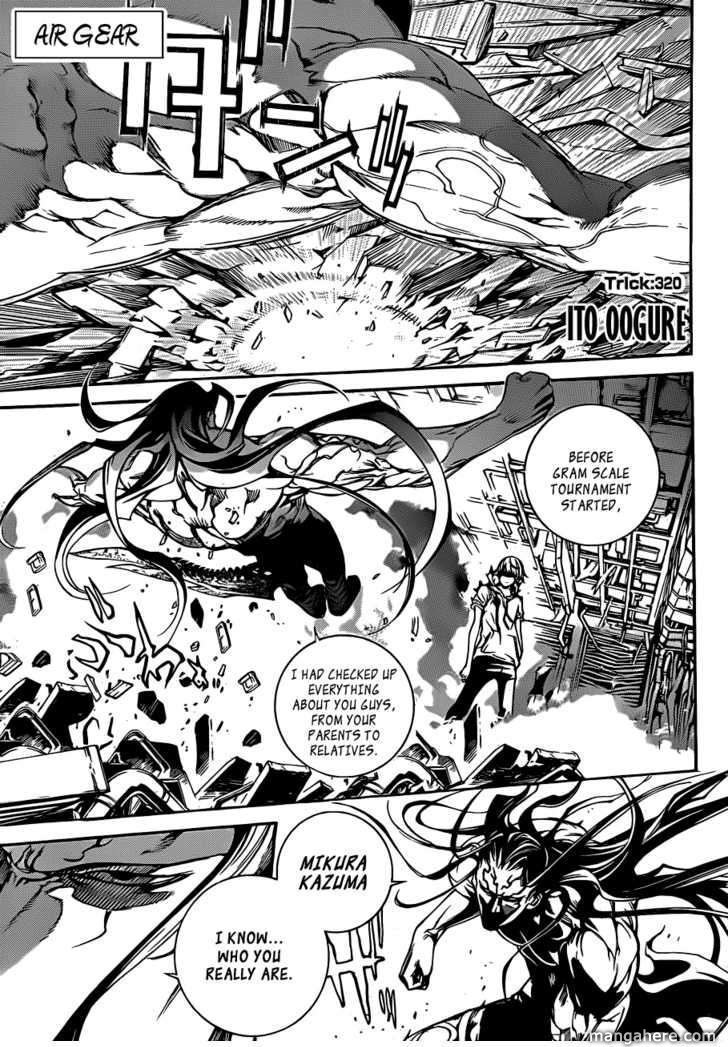 AIR GEAR
Trick:320
ITO OOGURE
BEFORE
GRAM SCALE
TOURNAMENT
STARTED,
I HAD CHECKED UP
EVERYTHING
ABOUT YOU GUYS,
FROM YOUR
PARENTS TO
RELATIVES.
MIKURA
KAZUMA
I KNOW...
WHO YOU
REALLY ARE.
mangahere.com